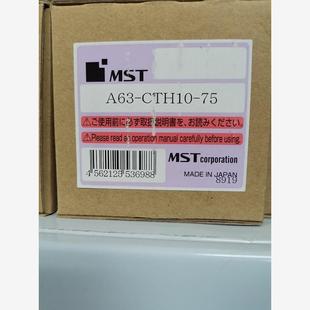 MST
A63-CTH10-75
⚠ご使用前に必ず取扱説明書を、お読みください。
⚠Please read an operation manual carefully before using.
4 562125 536988
MST corporation
MADE IN JAPAN
8919